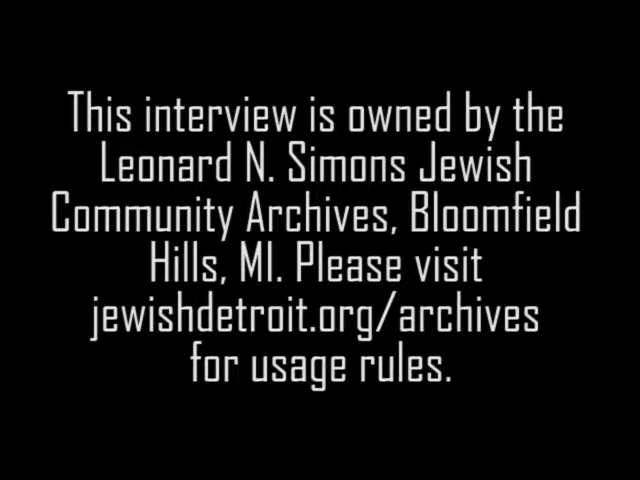 This interview is owned by the
Leonard N. Simons Jewish
Community Archives, Bloomfield
Hills, MI. Please visit
jewishdetroit.org/archives
for usage rules.